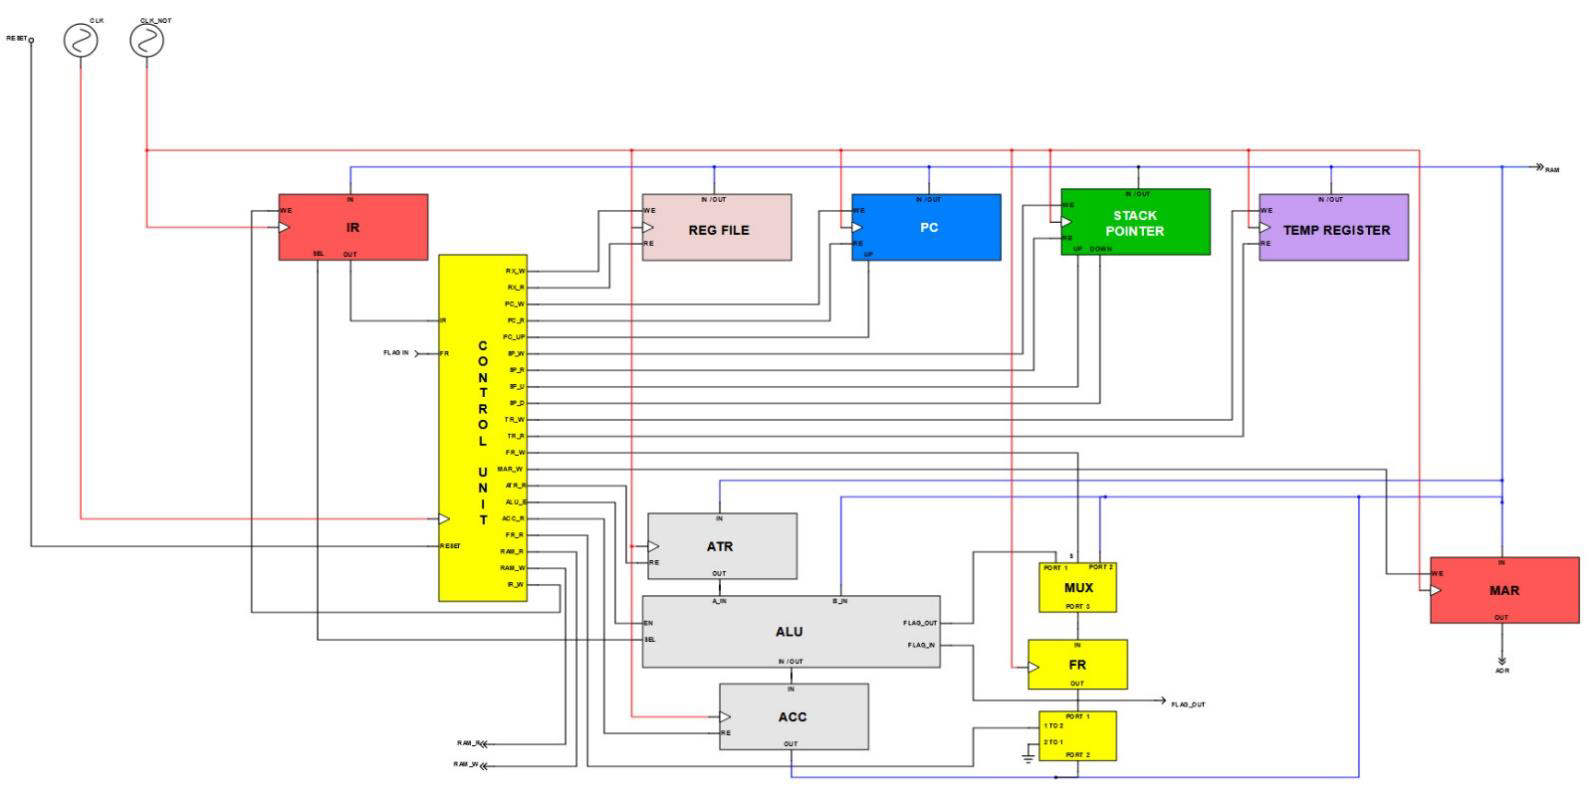 CLK
CLK_NOT
RESET
RAM
IN
WE
IR
SEL
OUT
IN /OUT
WE
REG FILE
RE
IN /OUT
WE
PC
RE
UP
IN /OUT
WE
STACK
POINTER
RE
UP
DOWN
IN /OUT
WE
TEMP REGISTER
RE
CONTROL UNIT
IR
FR
FLAG IN
RESET
RX_W
RX_R
PC_W
PC_R
PC_UP
SP_W
SP_R
SP_U
SP_D
TR_W
TR_R
FR_W
MAR_W
ATR_R
ALU_E
ACC_R
FR_R
RAM_R
RAM_W
IR_W
IN
ATR
RE
OUT
A_IN
B_IN
EN
SEL
ALU
FLAG_OUT
FLAG_IN
IN /OUT
IN
ACC
RE
OUT
S
PORT 1
PORT 2
MUX
PORT 3
IN
FR
OUT
FLAG_OUT
PORT 1
1 TO 2
2 TO 1
PORT 2
IN
WE
MAR
OUT
ADR
RAM_R
RAM_W